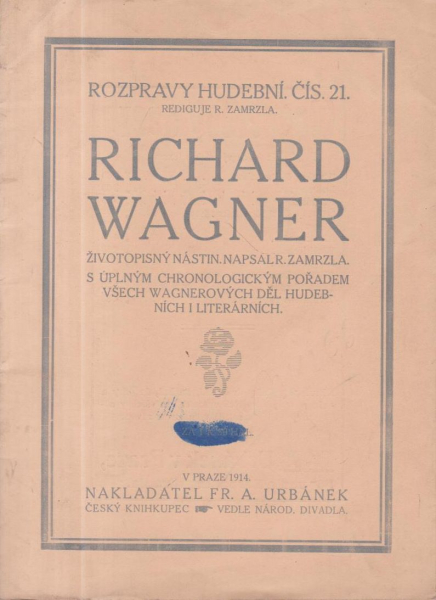 ROZPRAVY HUDEBNÍ. ČÍS. 21.
REDIGUJE R. ZAMRZLA.
RICHARD
WAGNER
ŽIVOTOPISNÝ NÁSTIN. NAPSAL R. ZAMRZLA.
S ÚPLNÝM CHRONOLOGICKÝM POŘADEM
VŠECH WAGNEROVÝCH DĚL HUDEB-
NÍCH I LITERÁRNÍCH.
V PRAZE 1914.
NAKLADATEL FR. A. URBÁNEK
ČESKÝ KNIHKUPEC ☛ VEDLE NÁROD. DIVADLA.